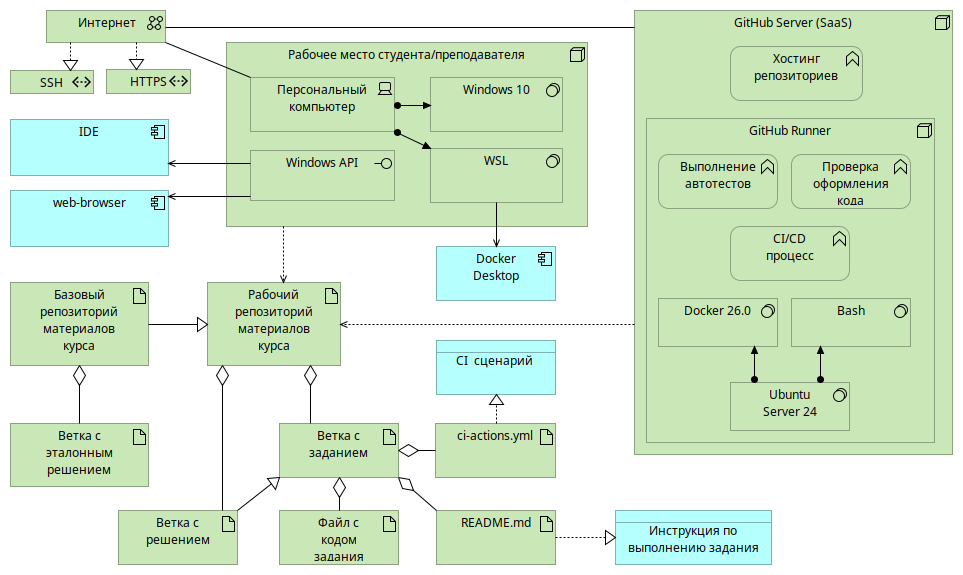 Интернет
SSH
HTTPS
Рабочее место студента/преподавателя
Персональный
компьютер
Windows 10
Windows API
WSL
IDE
web-browser
Docker
Desktop
GitHub Server (SaaS)
Хостинг
репозиториев
GitHub Runner
Выполнение
автотестов
Проверка
оформления
кода
CI/CD
процесс
Docker 26.0
Bash
Ubuntu
Server 24
Базовый
репозиторий
материалов
курса
Рабочий
репозиторий
материалов
курса
CI сценарий
Ветка с
эталонным
решением
Ветка с
заданием
ci-actions.yml
Ветка с
решением
Файл с
кодом
задания
README.md
Инструкция по
выполнению задания